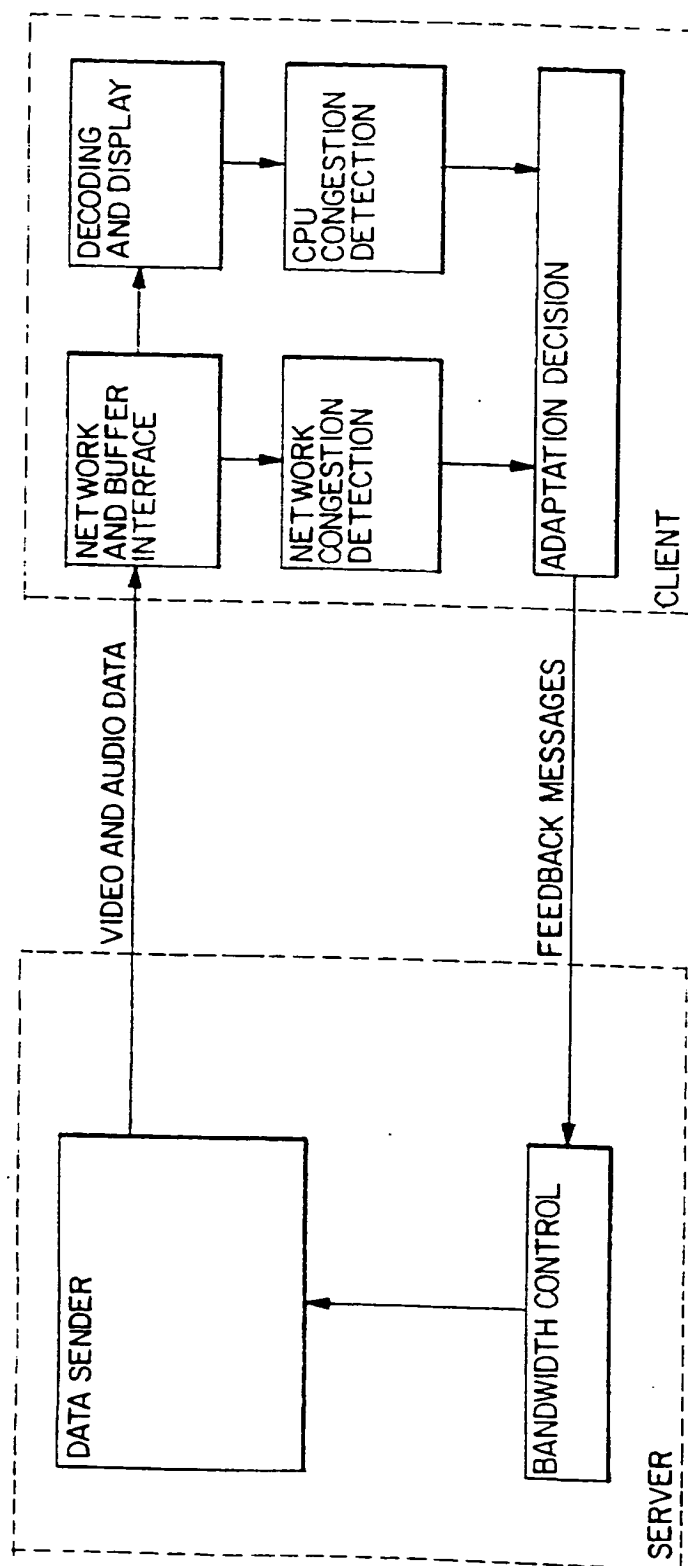 DATA SENDER
BANDWIDTH CONTROL
SERVER
VIDEO AND AUDIO DATA
FEEDBACK MESSAGES
NETWORK
AND BUFFER
INTERFACE
DECODING
AND DISPLAY
NETWORK
CONGESTION
DETECTION
CPU
CONGESTION
DETECTION
ADAPTATION DECISION
CLIENT